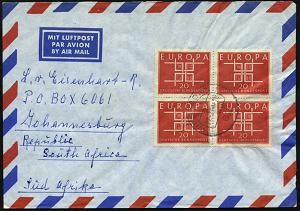 MIT LUFTPOST
PAR AVION
BY AIR MAIL
EUROPA
EUROPA
20
20
EUROPA
EUROPA
20
20
L. v. Eisenhart-R.
P.O. BOX 6061
Johannesburg
Republic
South Africa
Süd Afrika